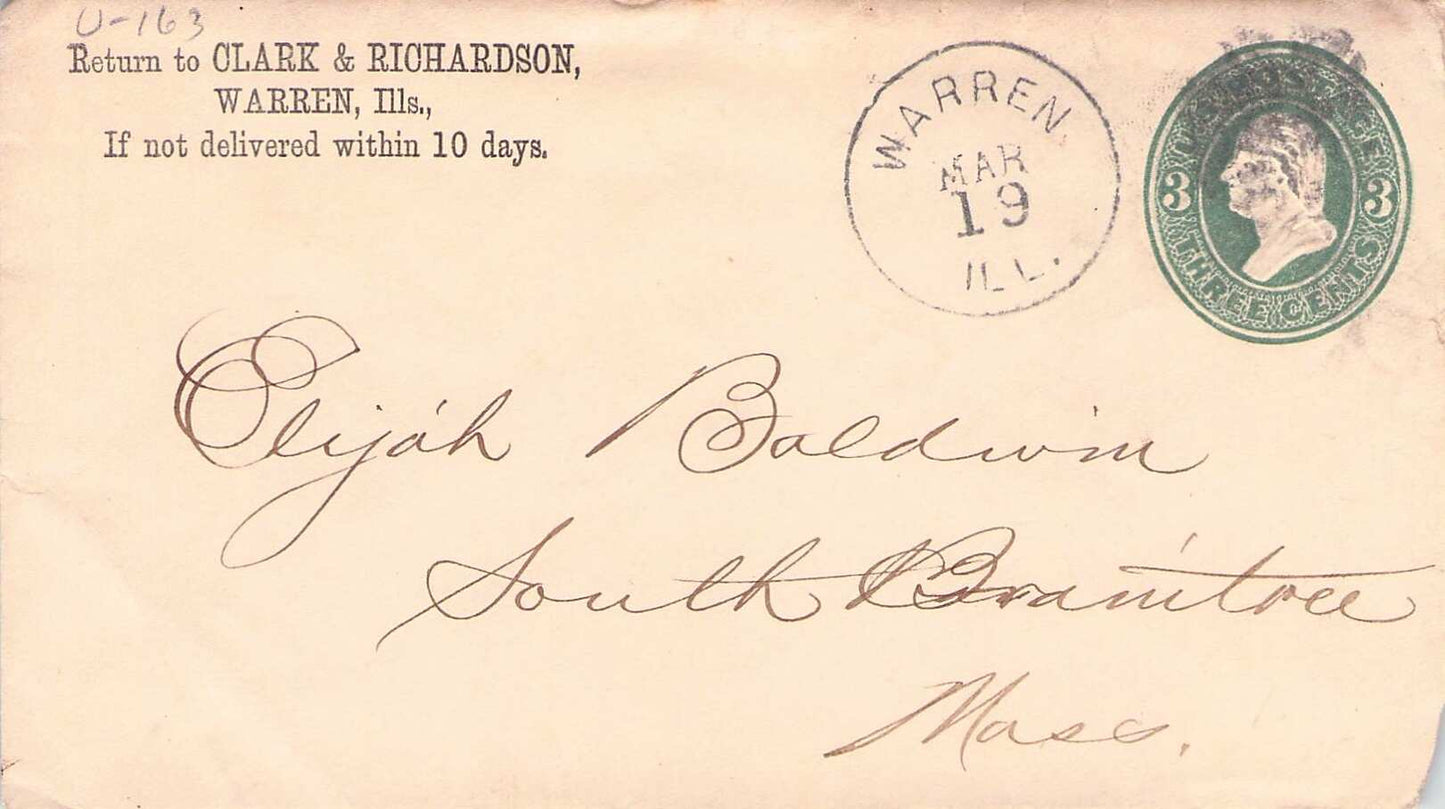 U-163
Return to CLARK & RICHARDSON,
WARREN, Ills.,
If not delivered within 10 days.
WARREN,
MAR
19
ILL.
U.S. POSTAGE
3 3
THREE CENTS
Elijah Baldwin
South Braintree
Mass.